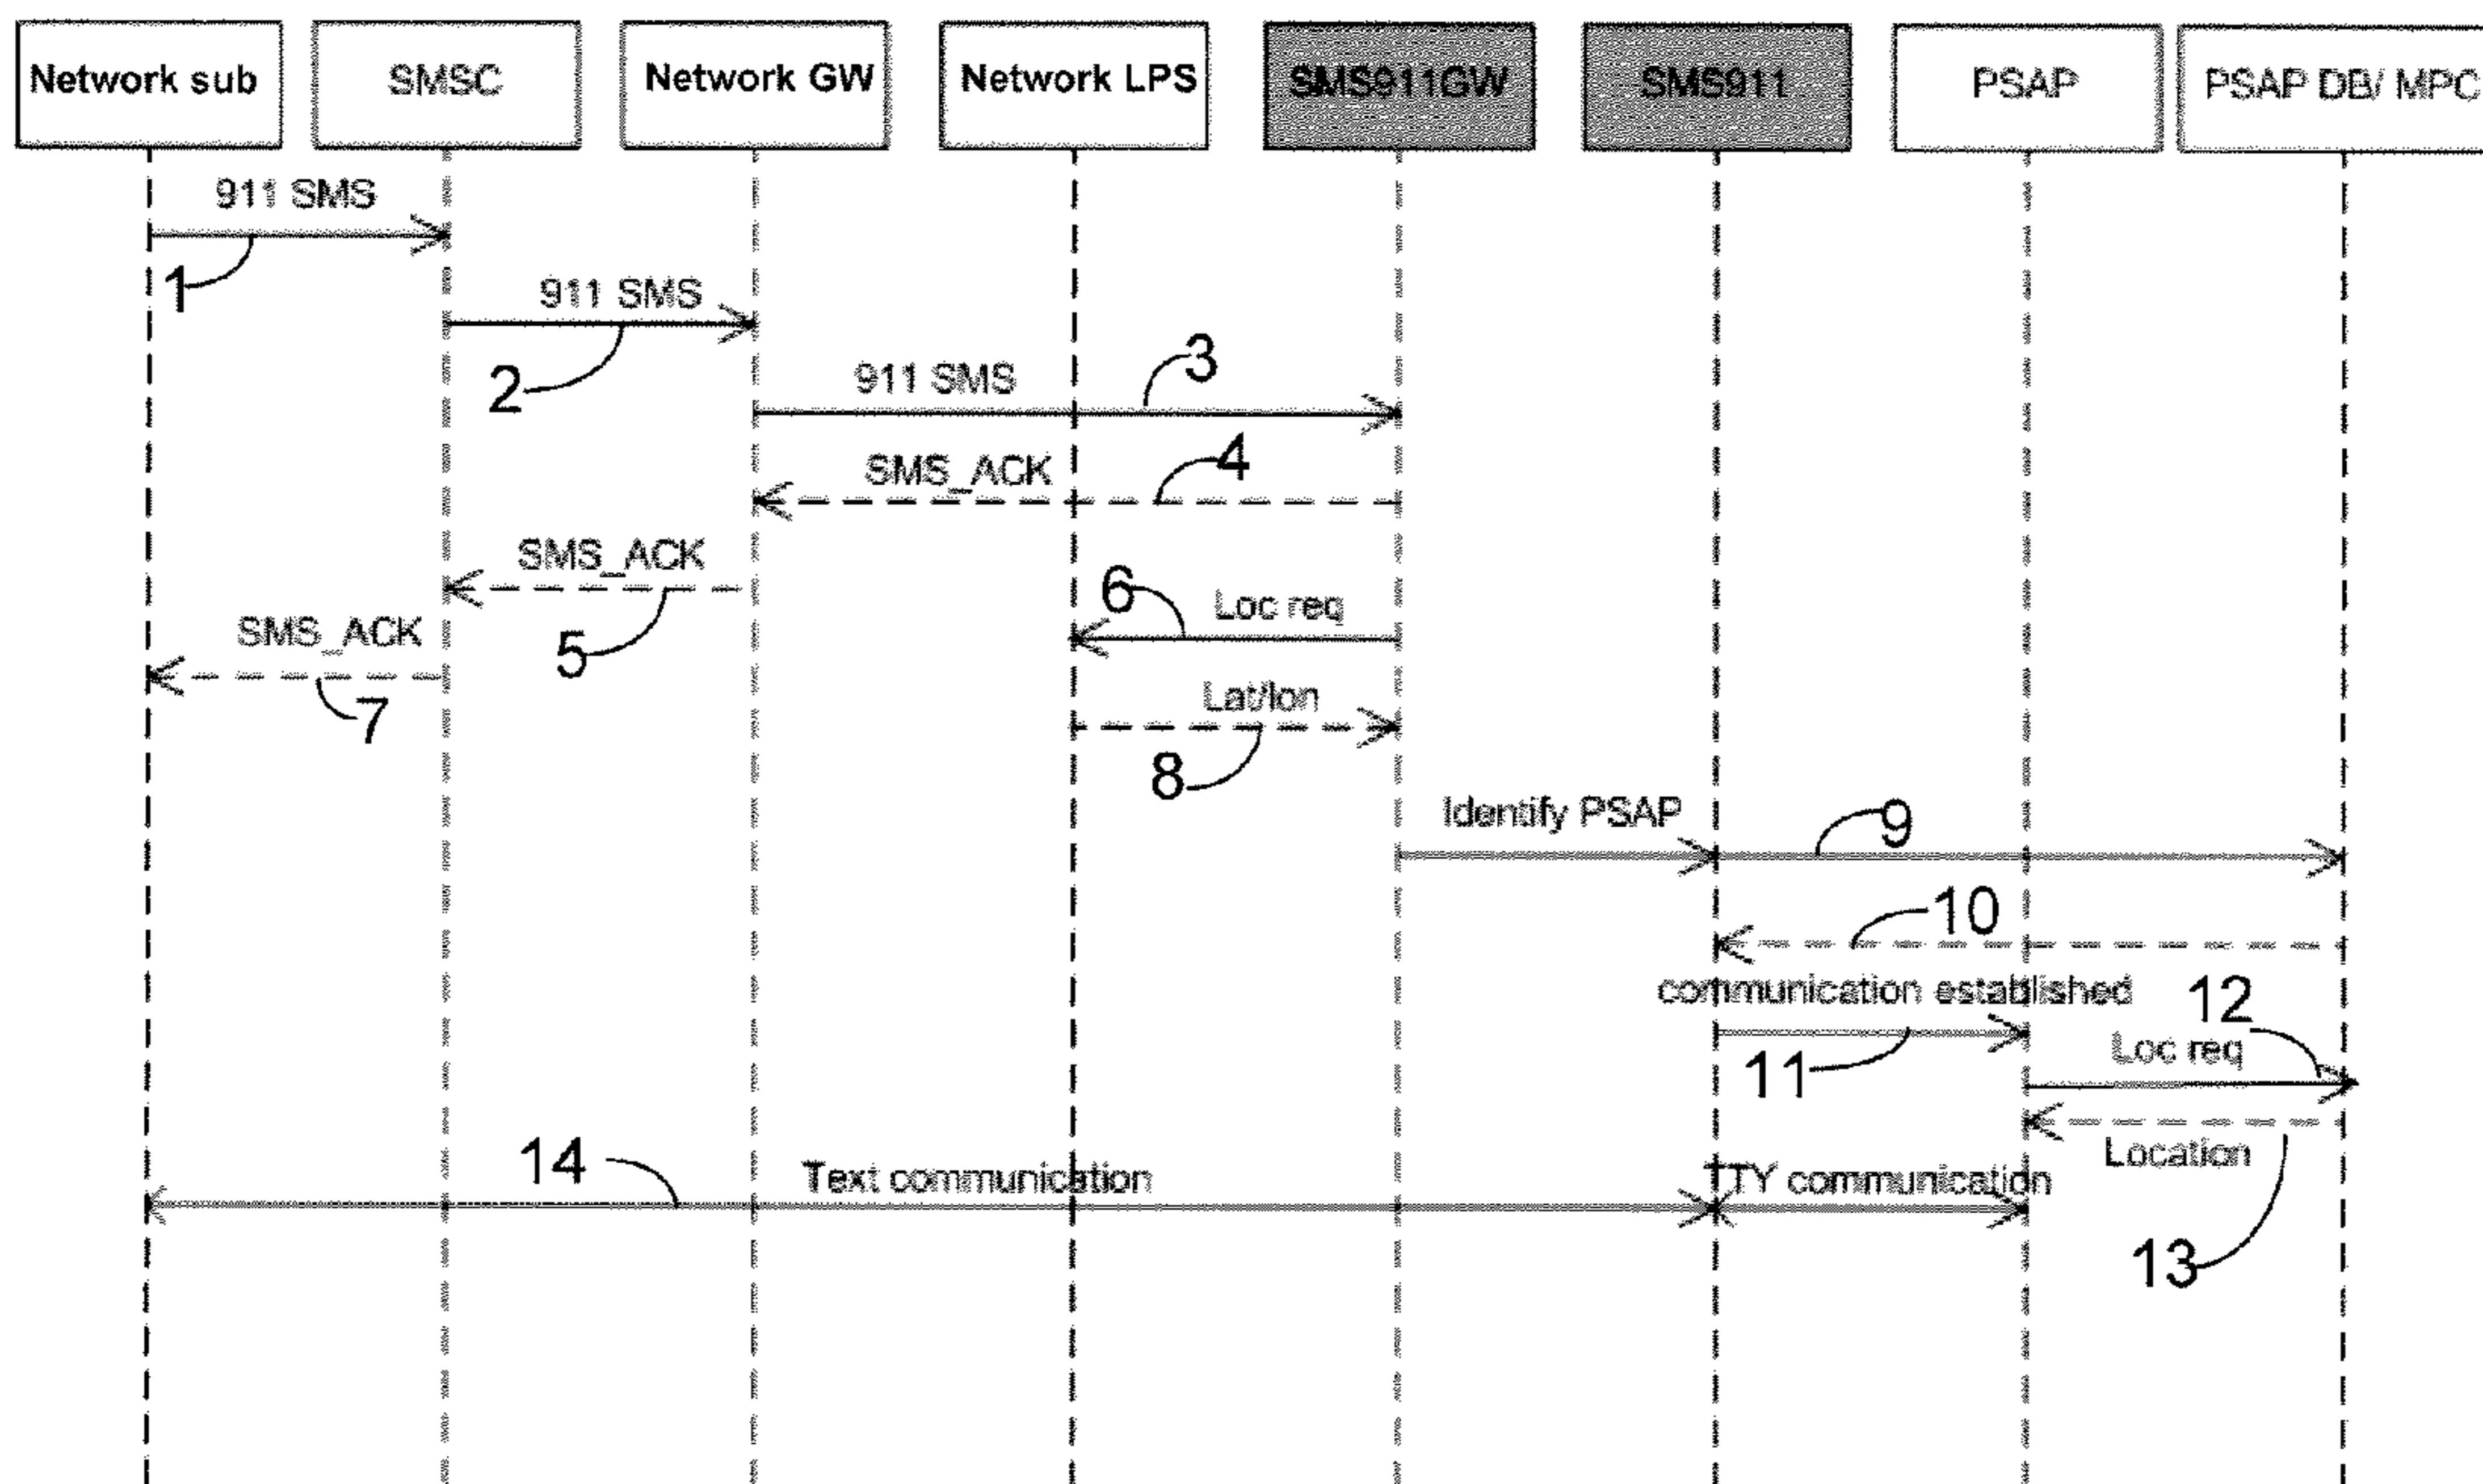 Network sub
SMSC
Network GW
Network LPS
SMS911GW
SMS911
PSAP
PSAP DB/ MPC
911 SMS
1
911 SMS
2
911 SMS
3
SMS_ACK
4
SMS_ACK
5
6
Loc req
SMS_ACK
7
Lat/lon
8
Identify PSAP
9
10
communication established
11
12
Loc req
13
Location
14
Text communication
TTY communication